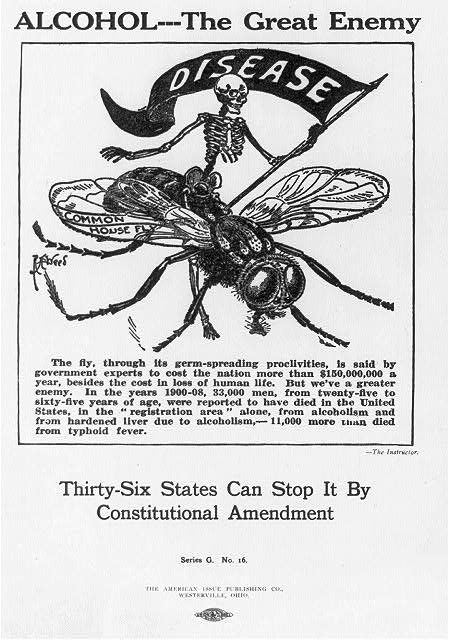 ALCOHOL---The Great Enemy
DISEASE
COMMON
HOUSE FLY
The fly, through its germ-spreading proclivities, is said by
government experts to cost the nation more than $150,000,000 a
year, besides the cost in loss of human life. But we've a greater
enemy. In the years 1900-08, 33,000 men, from twenty-five to
sixty-five years of age, were reported to have died in the United
States, in the "registration area" alone, from alcoholism and
from hardened liver due to alcoholism,—11,000 more than died
from typhoid fever.
—The Instructor.
Thirty-Six States Can Stop It By
Constitutional Amendment
Series G. No. 16.
THE AMERICAN ISSUE PUBLISHING CO.,
WESTERVILLE, OHIO.